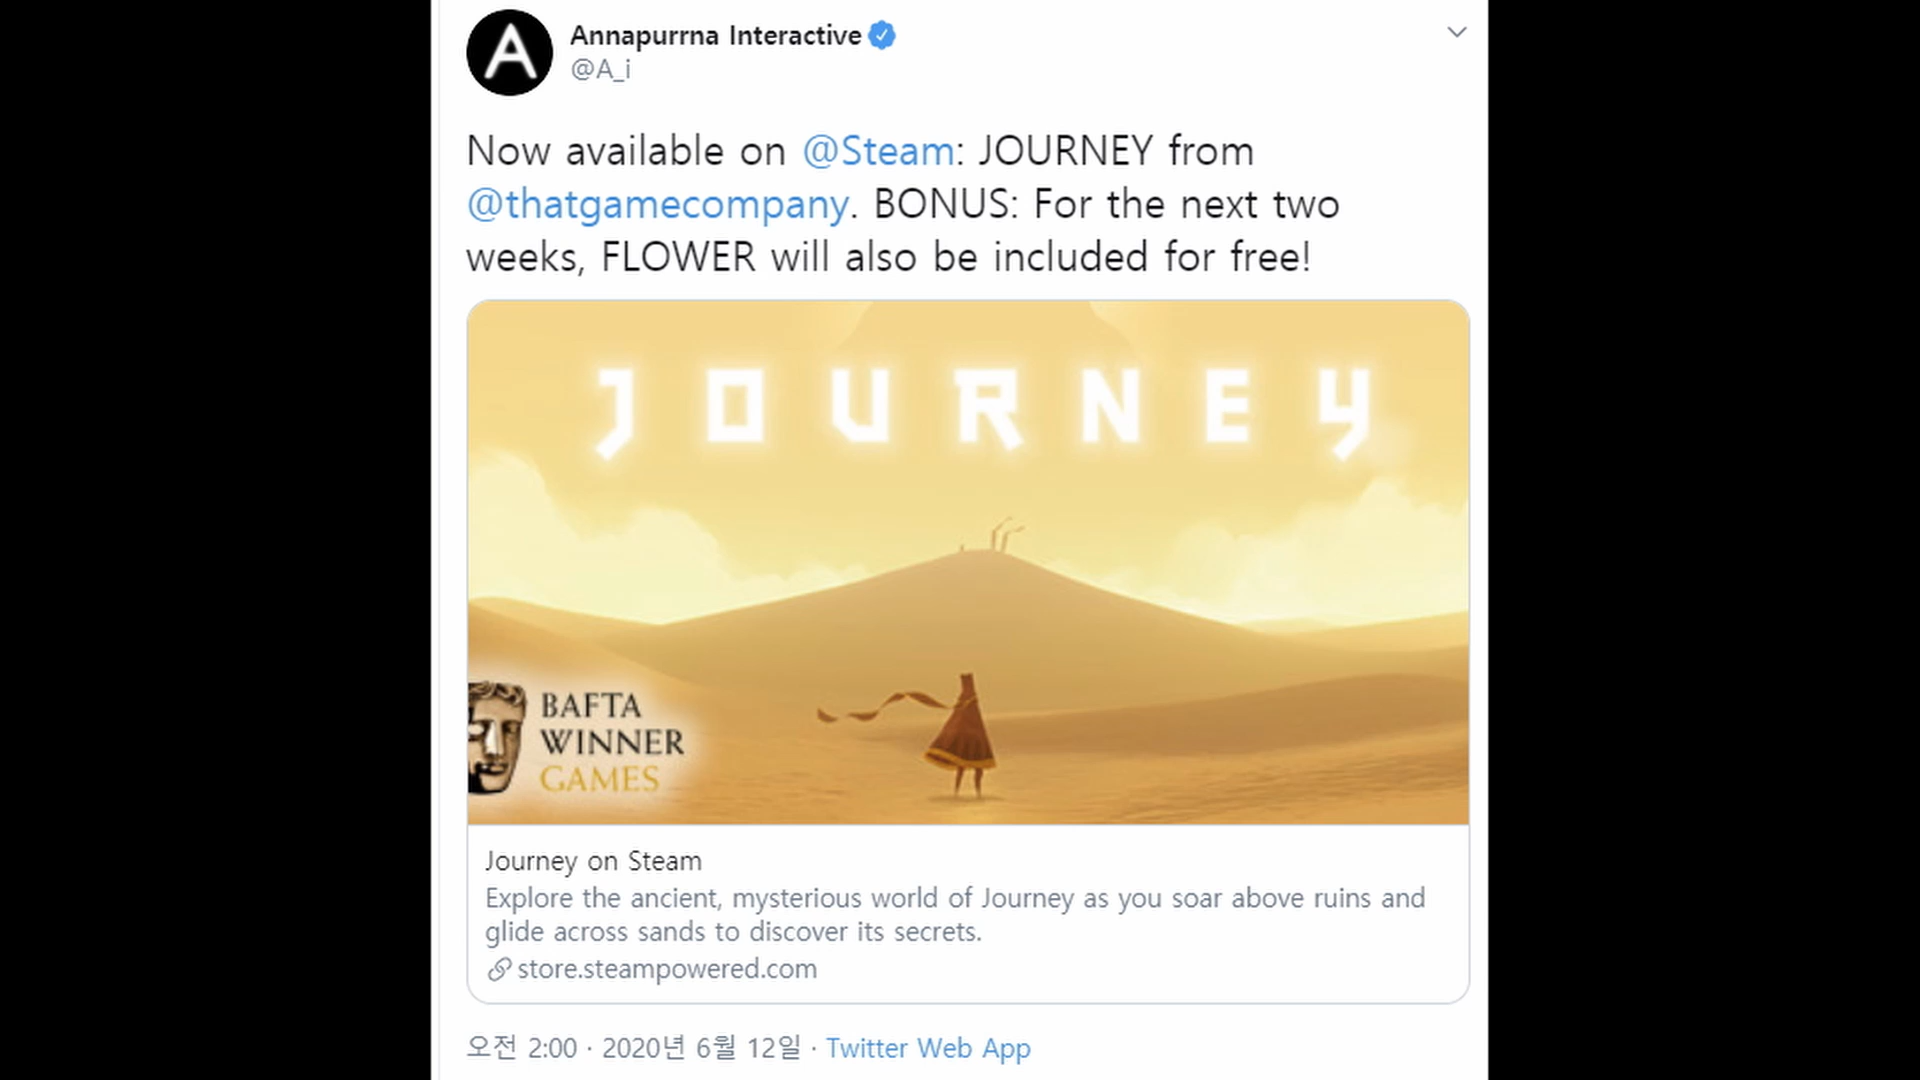 Annapurrna Interactive
@A_i
Now available on @Steam: JOURNEY from
@thatgamecompany. BONUS: For the next two
weeks, FLOWER will also be included for free!
JOURNEY
BAFTA
WINNER
GAMES
Journey on Steam
Explore the ancient, mysterious world of Journey as you soar above ruins and
glide across sands to discover its secrets.
store.steampowered.com
오전 2:00 · 2020년 6월 12일 · Twitter Web App